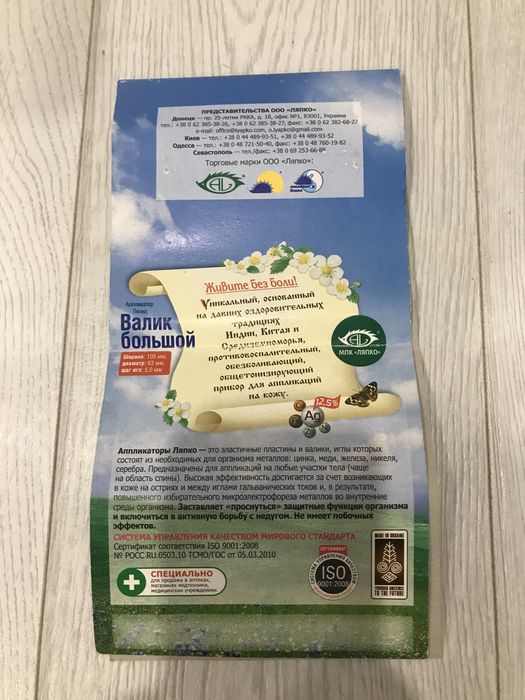 ПРЕДСТАВИТЕЛЬСТВА ООО "ЛЯПКО"
Донецк — пр. 25-летия РККА, д. 18, офис №1, 83001, Украина
тел.: +38 0 62 385-38-26, +38 0 62 385-38-27, факс: +38 0 62 382-68-27
e-mail: office@lyapko.com, o.lyapko@gmail.com
Киев — тел.: +38 0 44 489-93-51, +38 0 44 489-93-52
Одесса — тел.: +38 0 48 721-50-40, факс: +38 0 48 760-19-82
Севастополь — тел./факс: +38 0 69 253-66-8
Торговые марки ООО «Ляпко»:
Живите без боли!
Уникальный, основанный
на давних оздоровительных
традициях
Индии, Китая и
Средиземноморья,
противовоспалительный,
обезболивающий,
общетонизирующий
прибор для аппликаций
на кожу.
Аппликатор
Ляпко
Валик
большой
Ширина: 105 мм.
диаметр: 63 мм.
шаг игл: 5,0 мм
МПК "ЛЯПКО"
12,5%
Ag
Zn
Аппликаторы Ляпко — это эластичные пластины и валики, иглы которых
состоят из необходимых для организма металлов: цинка, меди, железа, никеля,
серебра. Предназначены для аппликаций на любые участки тела (чаще
на область спины). Высокая эффективность достигается за счет возникающих
в коже на остриях и между иглами гальванических токов и, в результате,
повышенного избирательного микроэлектрофореза металлов во внутренние
среды организма. Заставляет "проснуться" защитные функции организма
и включиться в активную борьбу с недугом. Не имеет побочных
эффектов.
СИСТЕМА УПРАВЛЕНИЯ КАЧЕСТВОМ МИРОВОГО СТАНДАРТА
Сертификат соответствия ISO 9001:2008
№ РОСС RU.0503.10 ТСМО/ГОС от 05.03.2010
СПЕЦИАЛЬНО
для продажи в аптеках,
магазинах медтехники,
медицинских учреждениях
СЕРТИФИКАТ
ISO
9001:2008
MADE IN UKRAINE
THROUGH ANCIENTRY
TO THE FUTURE